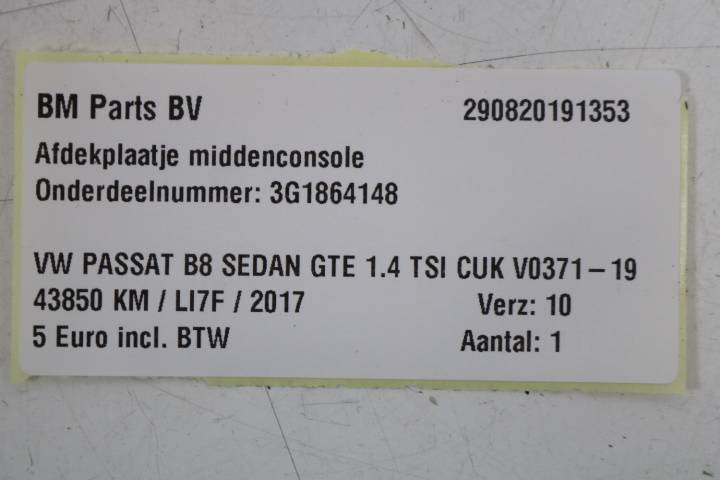 BM Parts BV 290820191353
Afdekplaatje middenconsole
Onderdeelnummer: 3G1864148
VW PASSAT B8 SEDAN GTE 1.4 TSI CUK V0371-19
43850 KM / LI7F / 2017 Verz: 10
5 Euro incl. BTW Aantal: 1